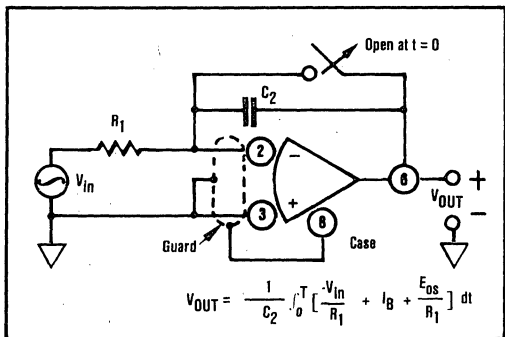 Open at t = 0
C2
R1
2
−
Vin
6
+
VOUT
−
3
+
8
Guard
Case
VOUT = 1/C2 ∫oT [-Vin/R1 + IB + Eos/R1] dt